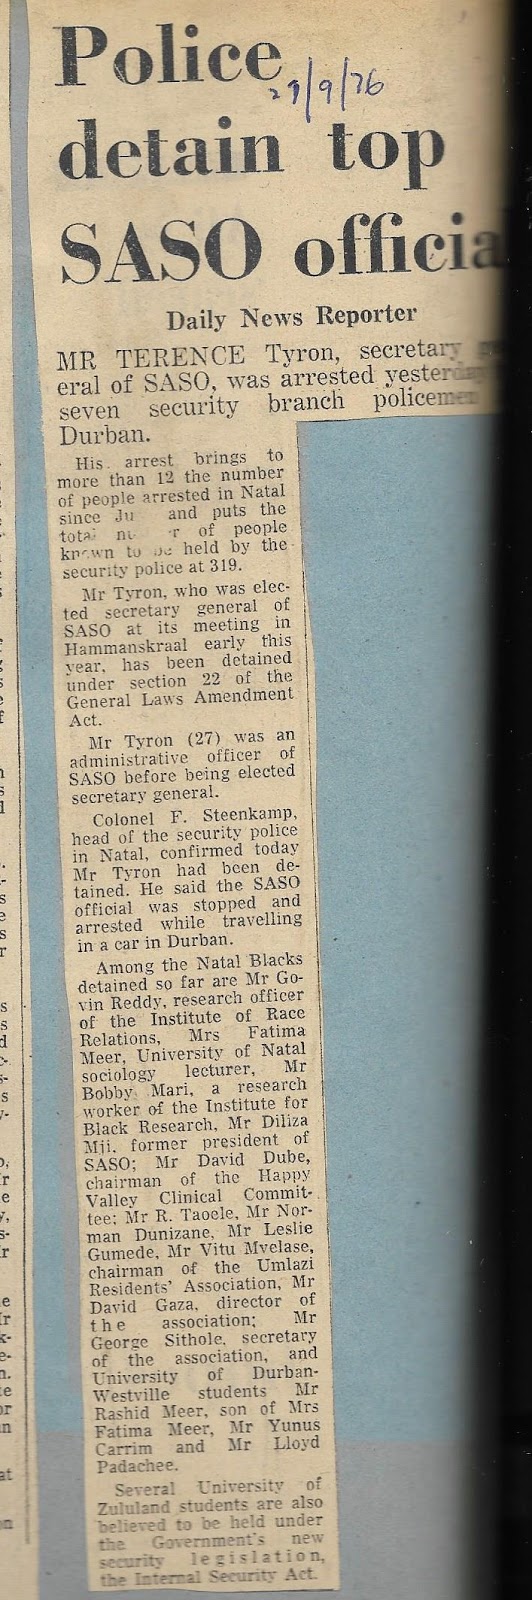 Police
29/9/76
detain top
SASO officia
Daily News Reporter
MR TERENCE Tyron, secretary
eral of SASO, was arrested yesterday
seven security branch policemen
Durban.
His arrest brings to
more than 12 the number
of people arrested in Natal
since Ju and puts the
total r of people
known to be held by the
security police at 319.
Mr Tyron, who was elec-
ted secretary general of
SASO at its meeting in
Hammanskraal early this
year, has been detained
under section 22 of the
General Laws Amendment
Act.
Mr Tyron (27) was an
administrative officer of
SASO before being elected
secretary general.
Colonel F. Steenkamp,
head of the security police
in Natal, confirmed today
Mr Tyron had been de-
tained. He said the SASO
official was stopped and
arrested while travelling
in a car in Durban.
Among the Natal Blacks
detained so far are Mr Go-
vin Reddy, research officer
of the Institute of Race
Relations, Mrs Fatima
Meer, University of Natal
sociology lecturer, Mr
Bobby Mari, a research
worker of the Institute for
Black Research, Mr Diliza
Mji, former president of
SASO; Mr David Dube,
chairman of the Happy
Valley Clinical Commit-
tee; Mr R. Taoele, Mr Nor-
man Dunizane, Mr Leslie
Gumede, Mr Vitu Mvelase,
chairman of the Umlazi
Residents' Association, Mr
David Gaza, director of
the association; Mr
George Sithole, secretary
of the association, and
University of Durban-
Westville students Mr
Rashid Meer, son of Mrs
Fatima Meer, Mr Yunus
Carrim and Mr Lloyd
Padachee.
Several University of
Zululand students are also
believed to be held under
the Government's new
security legislation,
the Internal Security Act.